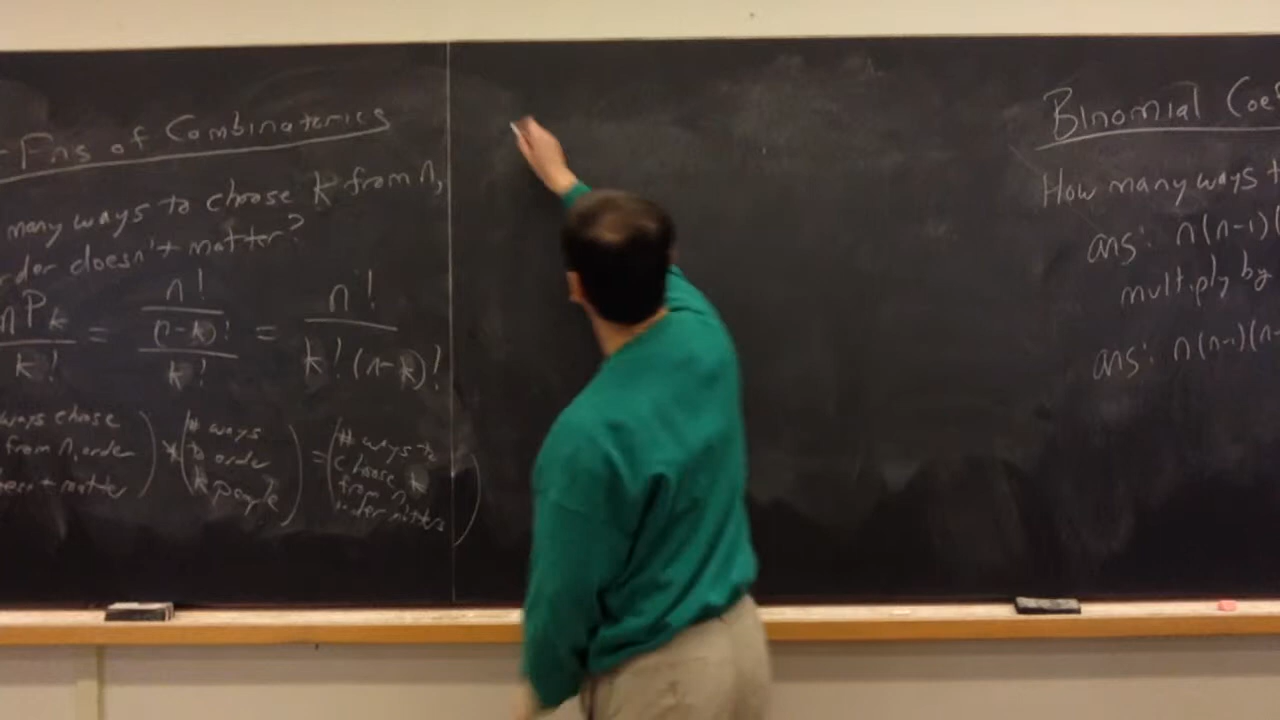 Fns of Combinatorics
many ways to choose k from n,
order doesn't matter?
nPk / k! = n! / (n-k)! / k! = n! / k!(n-k)!
ways choose
from n, order
doesn't matter
) * (# ways
to order
k people)
= (# ways to
choose k
from n,
order matters)
Binomial Coe
How many ways t
ans: n(n-1)(
multiply by
ans: n(n-1)(n-